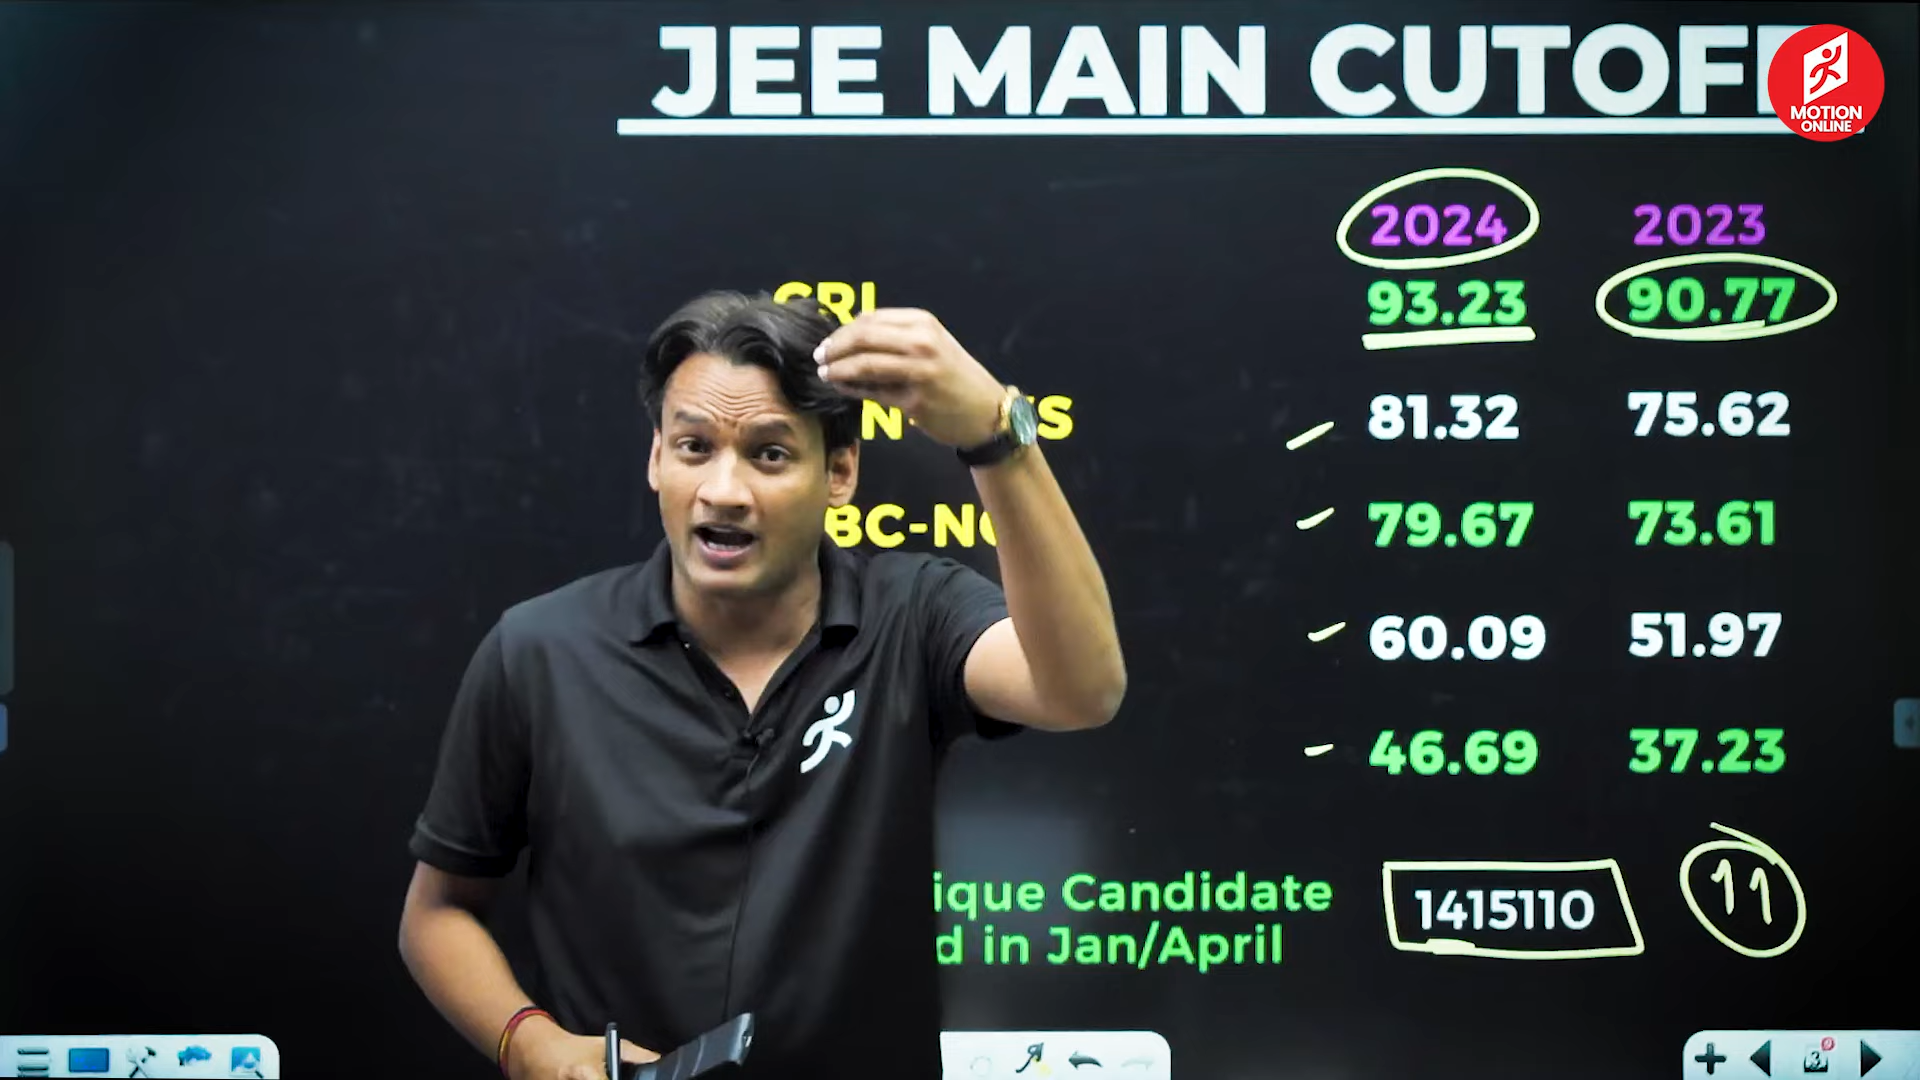 JEE MAIN CUTOFF
MOTION
ONLINE
2024 2023
CRL 93.23 90.77
81.32 75.62
79.67 73.61
60.09 51.97
46.69 37.23
Candidate 1415110 11
in Jan/April